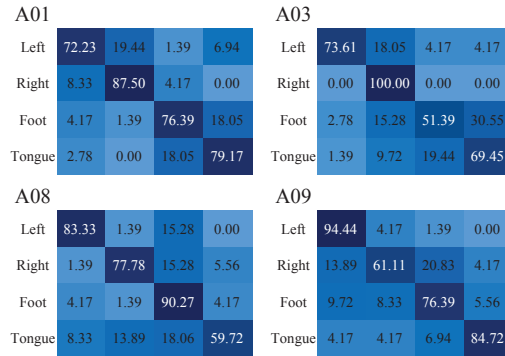 A01 A03
Left 72.23 19.44 1.39 6.94 Left 73.61 18.05 4.17 4.17
Right 8.33 87.50 4.17 0.00 Right 0.00 100.00 0.00 0.00
Foot 4.17 1.39 76.39 18.05 Foot 2.78 15.28 51.39 30.55
Tongue 2.78 0.00 18.05 79.17 Tongue 1.39 9.72 19.44 69.45
A08 A09
Left 83.33 1.39 15.28 0.00 Left 94.44 4.17 1.39 0.00
Right 1.39 77.78 15.28 5.56 Right 13.89 61.11 20.83 4.17
Foot 4.17 1.39 90.27 4.17 Foot 9.72 8.33 76.39 5.56
Tongue 8.33 13.89 18.06 59.72 Tongue 4.17 4.17 6.94 84.72